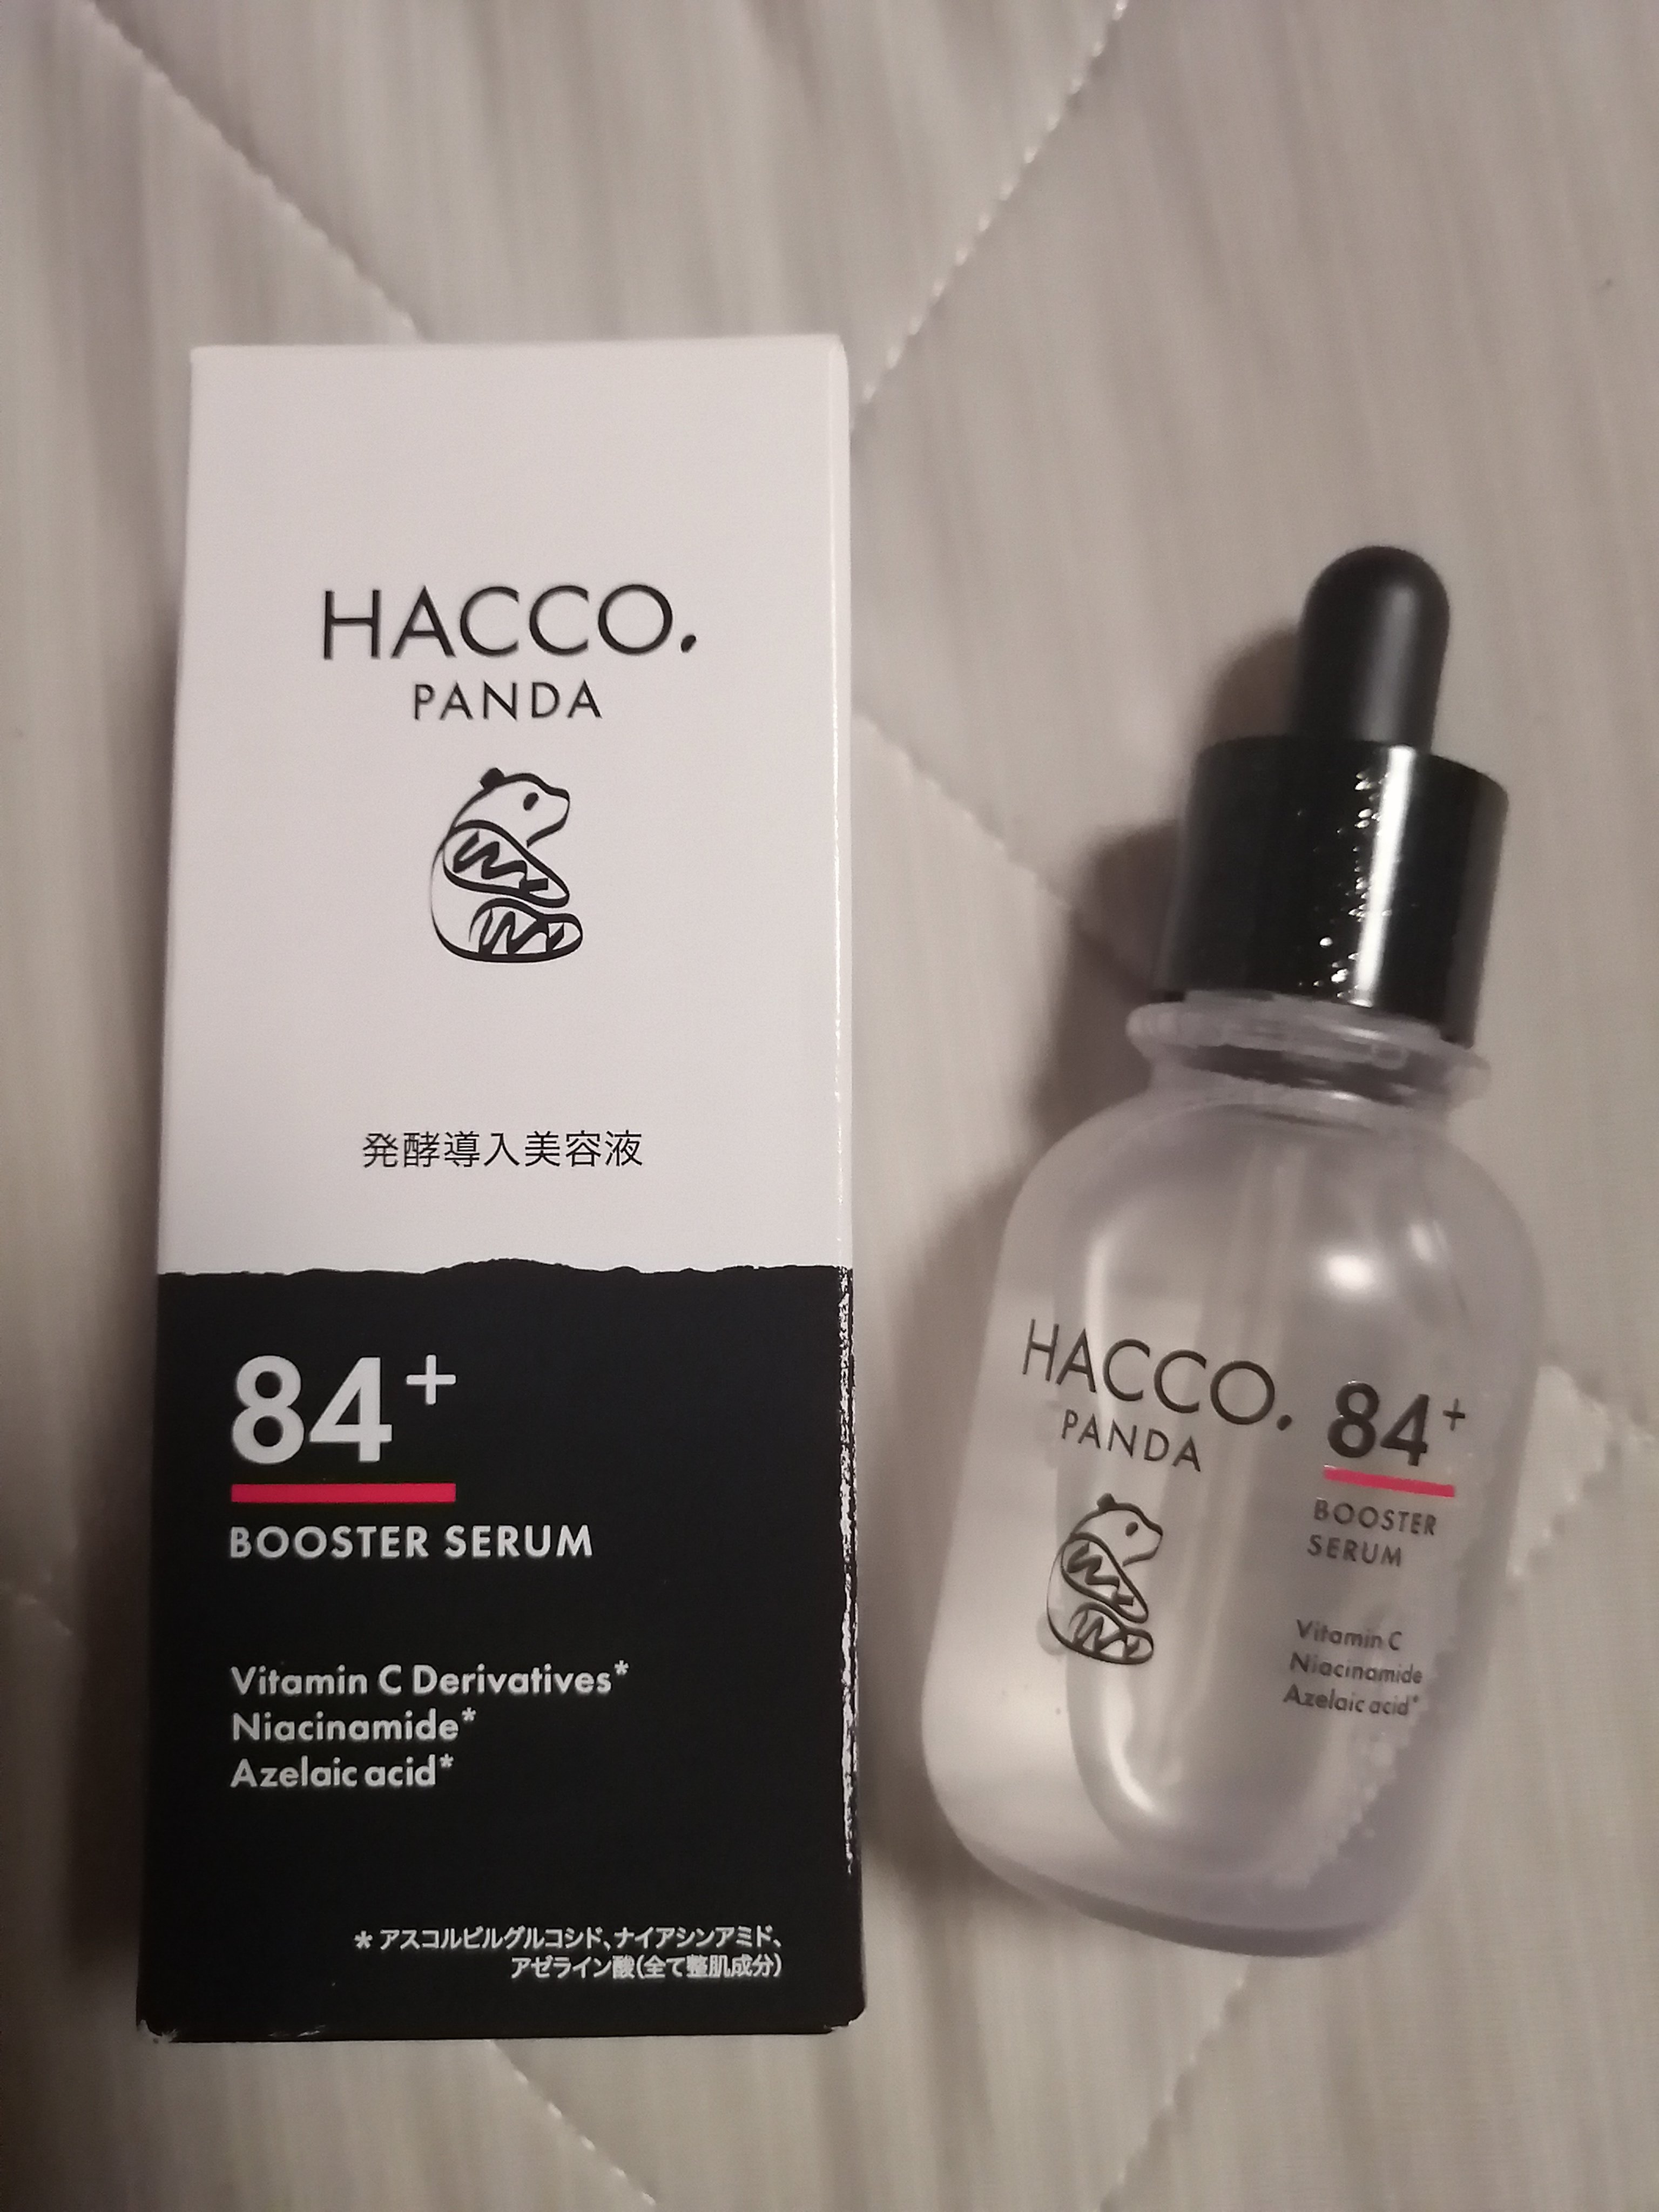 HACCO.
PANDA
発酵導入美容液
84+
BOOSTER SERUM
Vitamin C Derivatives*
Niacinamide*
Azelaic acid*
* アスコルビルグルコシド、ナイアシンアミド、
アゼライン酸(全て整肌成分)
HACCO.
PANDA
84+
BOOSTER
SERUM
Vitamin C
Niacinamide
Azelaic acid*